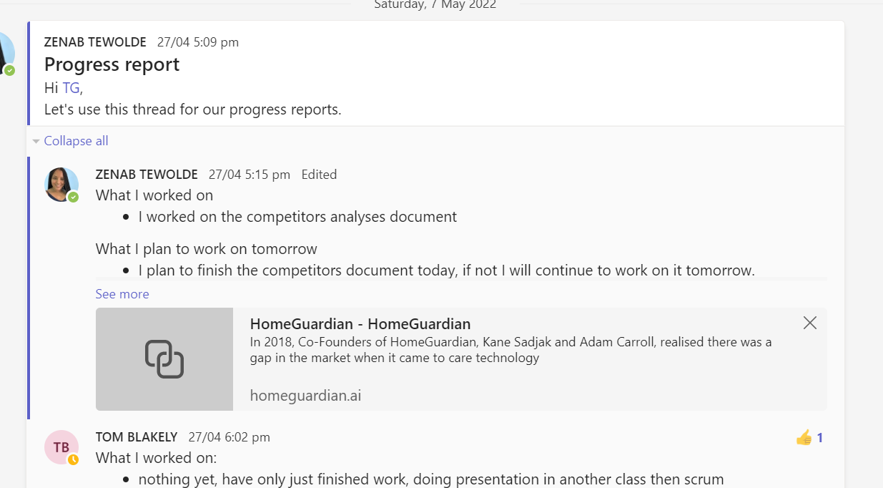 Saturday, 7 May 2022
ZENAB TEWOLDE 27/04 5:09 pm
Progress report
Hi TG,
Let's use this thread for our progress reports.
Collapse all
ZENAB TEWOLDE 27/04 5:15 pm Edited
What I worked on
• I worked on the competitors analyses document
What I plan to work on tomorrow
• I plan to finish the competitors document today, if not I will continue to work on it tomorrow.
See more
HomeGuardian - HomeGuardian
In 2018, Co-Founders of HomeGuardian, Kane Sadjak and Adam Carroll, realised there was a
gap in the market when it came to care technology
homeguardian.ai
TB
TOM BLAKELY 27/04 6:02 pm
👍 1
What I worked on:
• nothing yet, have only just finished work, doing presentation in another class then scrum